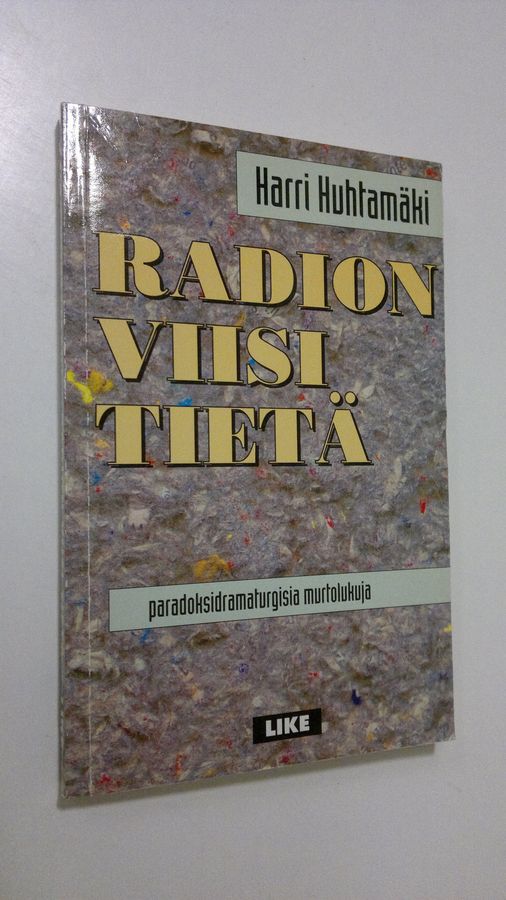 Harri Huhtamäki
RADION
VIISI
TIETÄ
paradoksidramaturgisia murtolukuja
LIKE